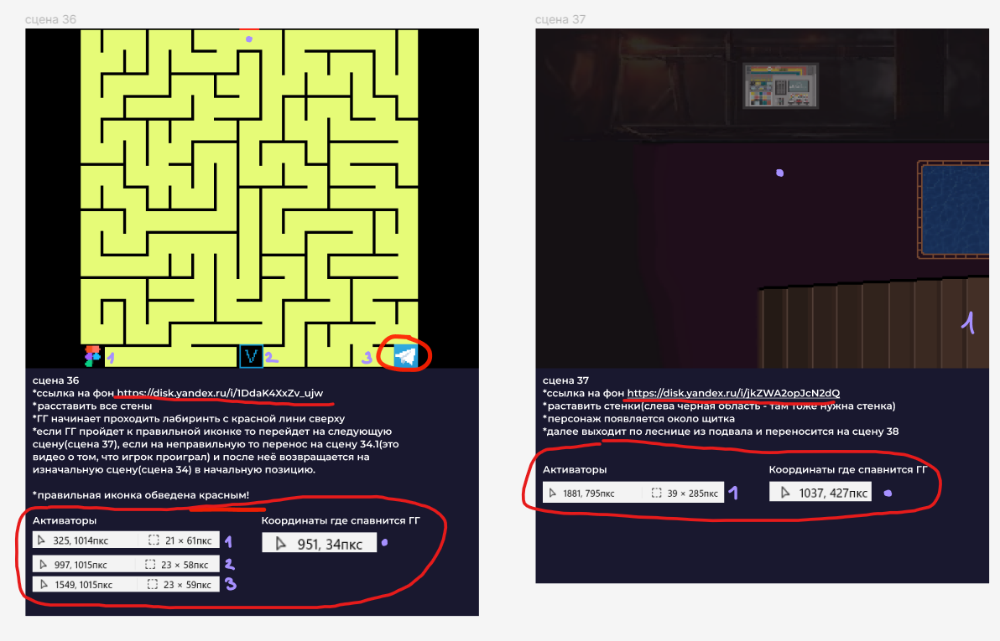 сцена 36
1
V
2
3
сцена 36
*ссылка на фон https://disk.yandex.ru/i/1DdaK4XxZv_ujw
*расставить все стены
*ГГ начинает проходить лабиринт с красной лини сверху
*если ГГ пройдет к правильной иконке то перейдет на следующую
сцену(сцена 37), если на неправильную то перенос на сцену 34.1(это
видео о том, что игрок проиграл) и после неё возвращается на
изначальную сцену(сцена 34) в начальную позицию.
*правильная иконка обведена красным!
Активаторы
Координаты где спавнится ГГ
325, 1014пкс 21 × 61пкс 1
951, 34пкс
997, 1015пкс 23 × 58пкс 2
1549, 1015пкс 23 × 59пкс 3
сцена 37
1
сцена 37
*ссылка на фон https://disk.yandex.ru/i/jkZWA2opJcN2dQ
*раставить стенки(слева черная область - там тоже нужна стенка)
*персонаж появляется около щитка
*далее выходит по леснице из подвала и переносится на сцену 38
Активаторы
Координаты где спавнится ГГ
1881, 795пкс 39 × 285пкс 1
1037, 427пкс